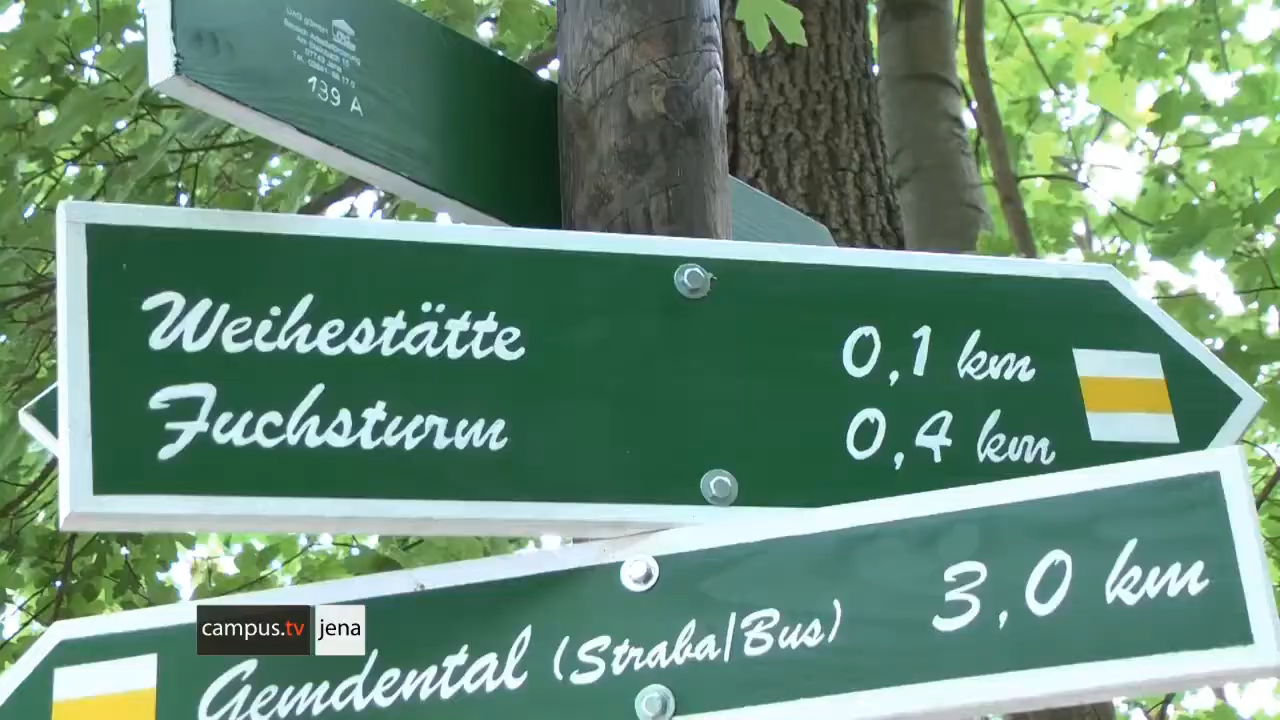 139 A
Weihestätte 0,1 km
Fuchsturm 0,4 km
Gemdental (Straba/Bus) 3,0 km
campus.tv jena